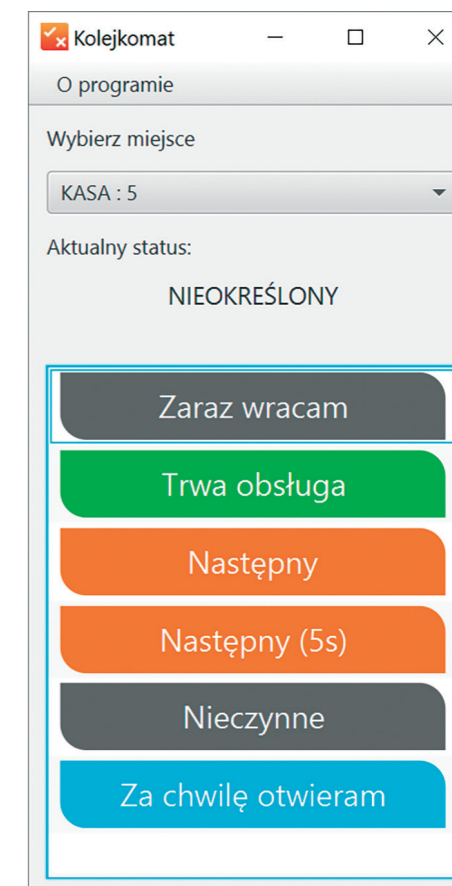 Kolejkomat
O programie
Wybierz miejsce
KASA : 5
Aktualny status:
NIEOKREŚLONY
Zaraz wracam
Trwa obsługa
Następny
Następny (5s)
Nieczynne
Za chwilę otwieram